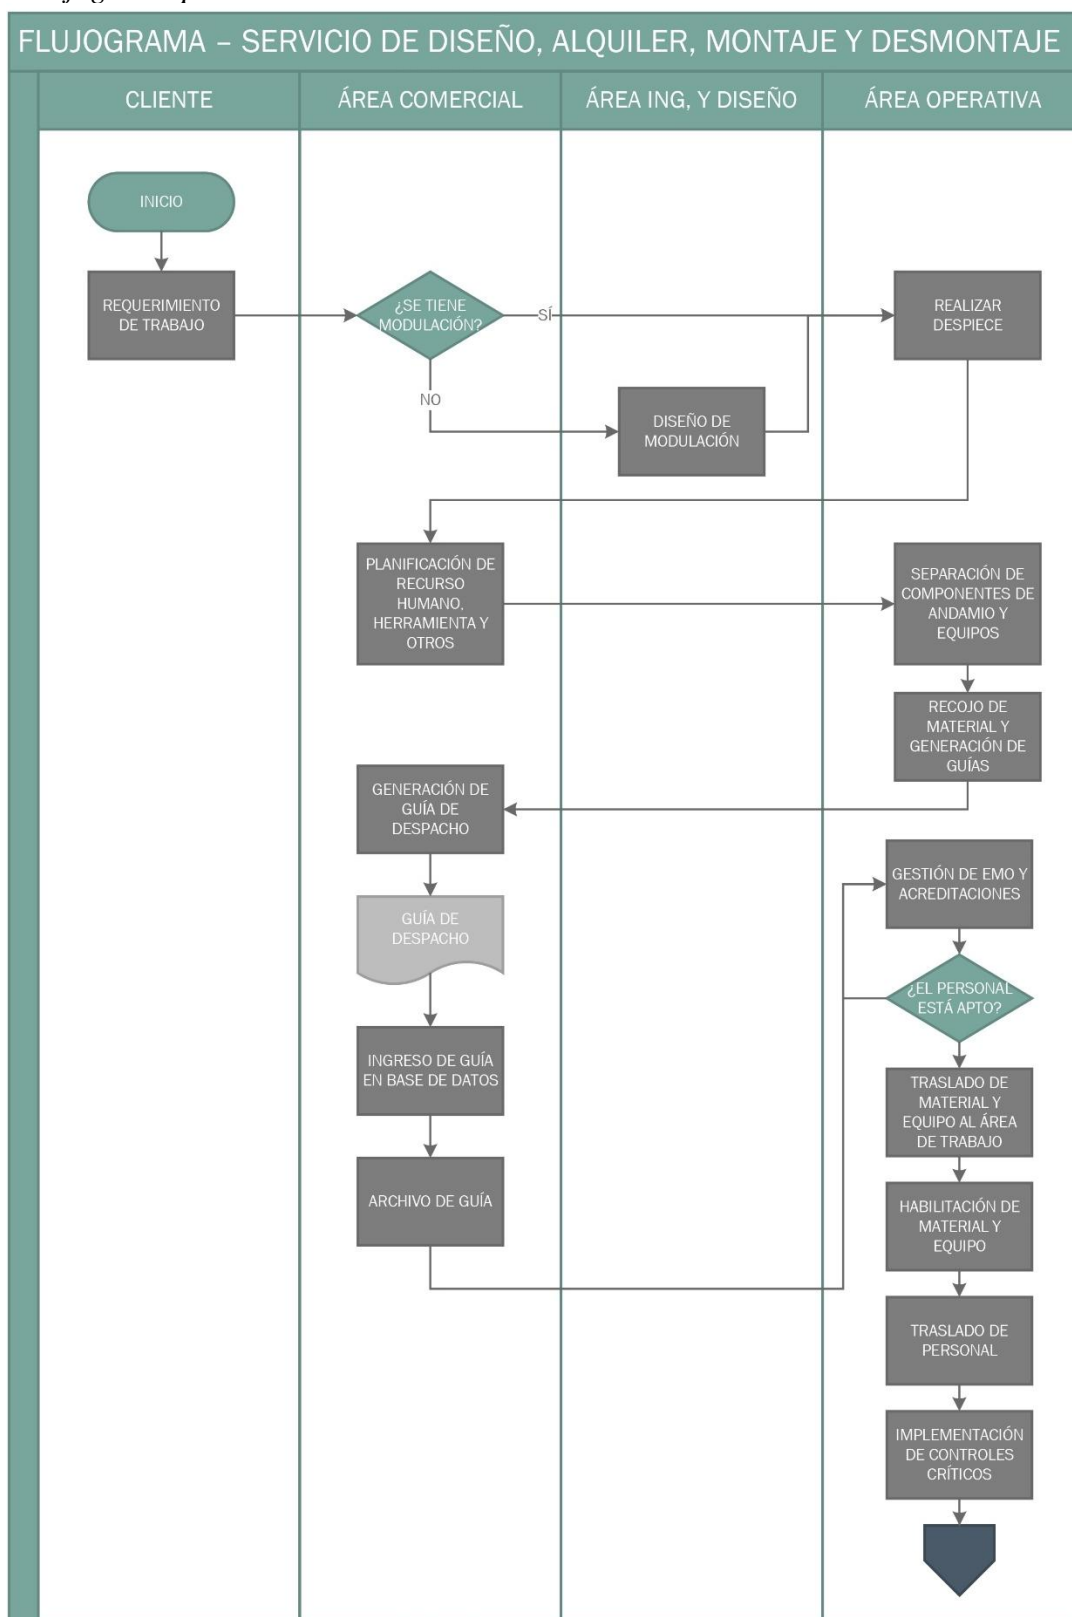 FLUJOGRAMA – SERVICIO DE DISEÑO, ALQUILER, MONTAJE Y DESMONTAJE
CLIENTE
ÁREA COMERCIAL
ÁREA ING, Y DISEÑO
ÁREA OPERATIVA
INICIO
REQUERIMIENTO
DE TRABAJO
¿SE TIENE
MODULACIÓN?
SÍ
REALIZAR
DESPIECE
NO
DISEÑO DE
MODULACIÓN
PLANIFICACIÓN DE
RECURSO
HUMANO,
HERRAMIENTA Y
OTROS
SEPARACIÓN DE
COMPONENTES DE
ANDAMIO Y
EQUIPOS
RECOJO DE
MATERIAL Y
GENERACIÓN DE
GUÍAS
GENERACIÓN DE
GUÍA DE
DESPACHO
GUÍA DE
DESPACHO
INGRESO DE GUÍA
EN BASE DE DATOS
ARCHIVO DE GUÍA
GESTIÓN DE EMO Y
ACREDITACIONES
¿EL PERSONAL
ESTÁ APTO?
TRASLADO DE
MATERIAL Y
EQUIPO AL ÁREA
DE TRABAJO
HABILITACIÓN DE
MATERIAL Y
EQUIPO
TRASLADO DE
PERSONAL
IMPLEMENTACIÓN
DE CONTROLES
CRÍTICOS